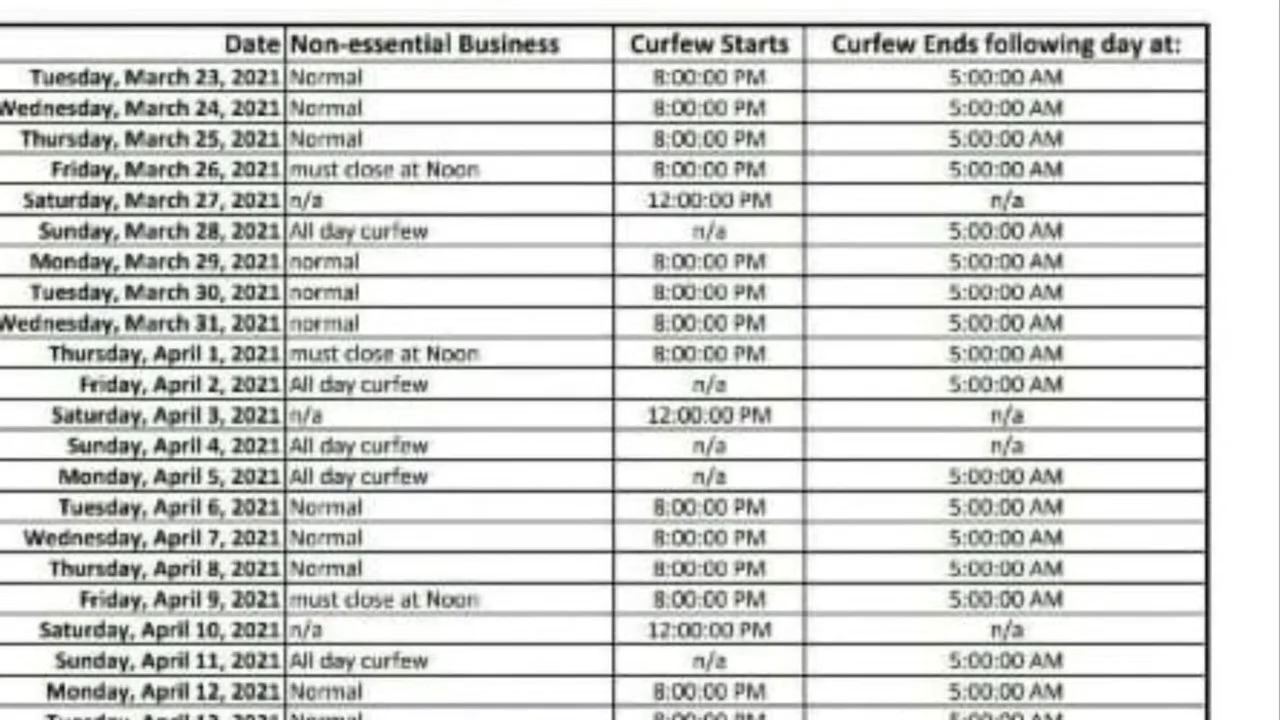 Date Non-essential Business Curfew Starts Curfew Ends following day at:
Tuesday, March 23, 2021 Normal 8:00:00 PM 5:00:00 AM
Wednesday, March 24, 2021 Normal 8:00:00 PM 5:00:00 AM
Thursday, March 25, 2021 Normal 8:00:00 PM 5:00:00 AM
Friday, March 26, 2021 must close at Noon 8:00:00 PM 5:00:00 AM
Saturday, March 27, 2021 n/a 12:00:00 PM n/a
Sunday, March 28, 2021 All day curfew n/a 5:00:00 AM
Monday, March 29, 2021 normal 8:00:00 PM 5:00:00 AM
Tuesday, March 30, 2021 normal 8:00:00 PM 5:00:00 AM
Wednesday, March 31, 2021 normal 8:00:00 PM 5:00:00 AM
Thursday, April 1, 2021 must close at Noon 8:00:00 PM 5:00:00 AM
Friday, April 2, 2021 All day curfew n/a 5:00:00 AM
Saturday, April 3, 2021 n/a 12:00:00 PM n/a
Sunday, April 4, 2021 All day curfew n/a n/a
Monday, April 5, 2021 All day curfew n/a 5:00:00 AM
Tuesday, April 6, 2021 Normal 8:00:00 PM 5:00:00 AM
Wednesday, April 7, 2021 Normal 8:00:00 PM 5:00:00 AM
Thursday, April 8, 2021 Normal 8:00:00 PM 5:00:00 AM
Friday, April 9, 2021 must close at Noon 8:00:00 PM 5:00:00 AM
Saturday, April 10, 2021 n/a 12:00:00 PM n/a
Sunday, April 11, 2021 All day curfew n/a 5:00:00 AM
Monday, April 12, 2021 Normal 8:00:00 PM 5:00:00 AM
Tuesday, April 13, 2021 Normal 8:00:00 PM 5:00:00 AM